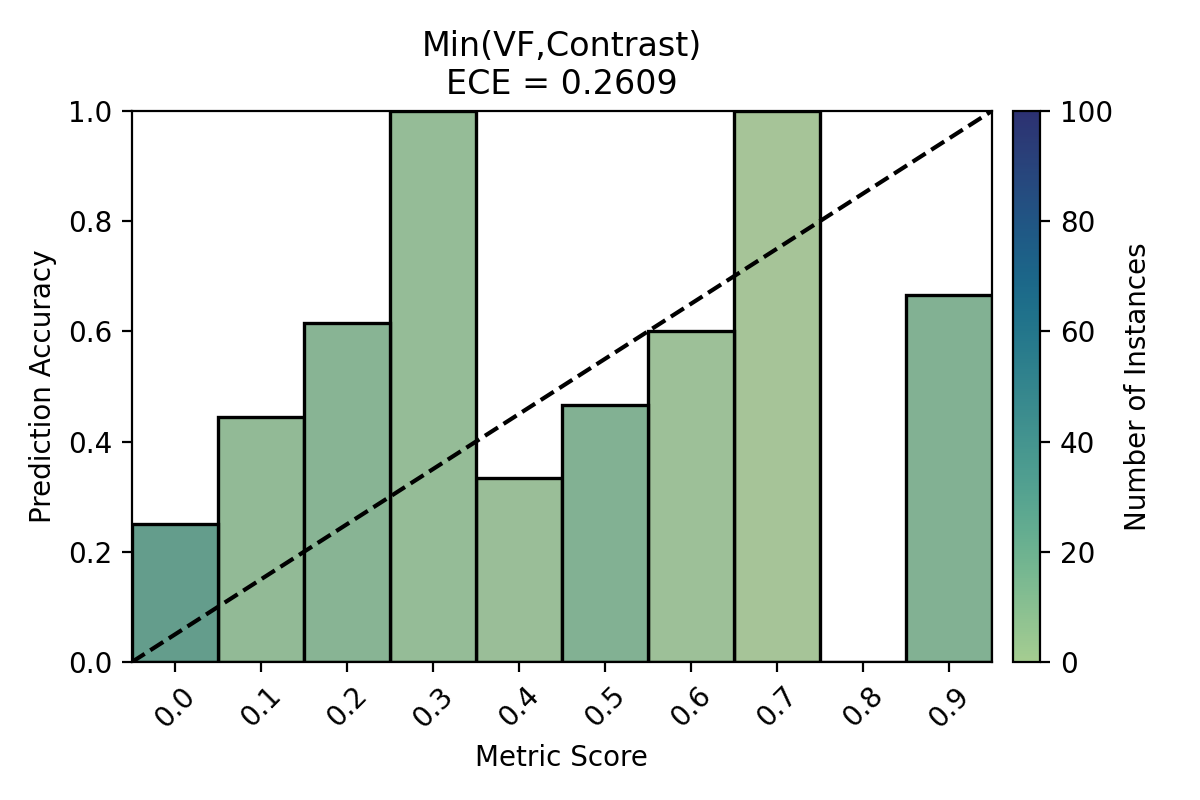 Min(VF,Contrast)
ECE = 0.2609
1.0
0.8
0.6
0.4
0.2
0.0
Prediction Accuracy
0.0 0.1 0.2 0.3 0.4 0.5 0.6 0.7 0.8 0.9
Metric Score
100
80
60
40
20
0
Number of Instances